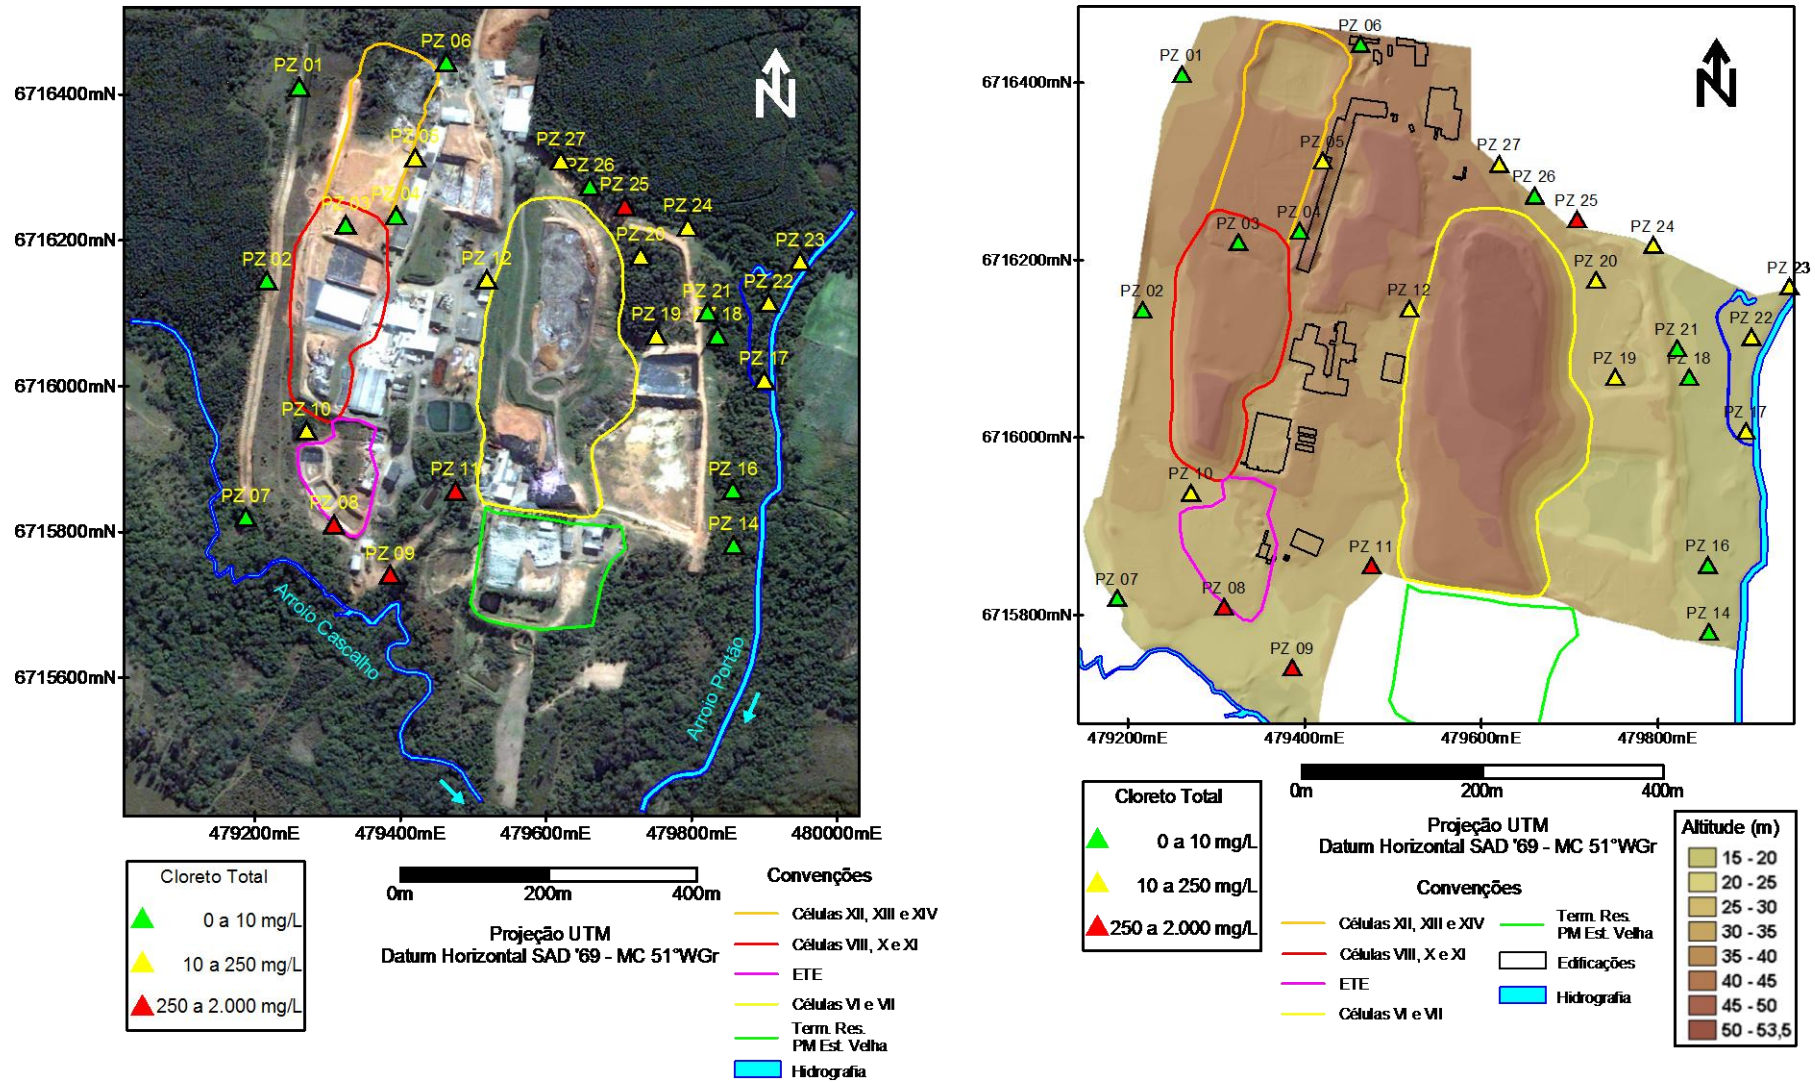 PZ 06
PZ 01
6716400mN
N
PZ 05
PZ 27
PZ 26
PZ 25
PZ 04
PZ 03
PZ 24
6716200mN
PZ 02
PZ 12
PZ 20
PZ 23
PZ 22
PZ 21
PZ 19
PZ 18
PZ 17
6716000mN
PZ 10
PZ 11
PZ 16
PZ 07
PZ 08
6715800mN
PZ 14
PZ 09
Arroio Cascalho
Arroio Portão
6715600mN
479200mE
479400mE
479600mE
479800mE
480000mE
Cloreto Total
0 a 10 mg/L
10 a 250 mg/L
250 a 2.000 mg/L
0m
200m
400m
Projeção UTM
Datum Horizontal SAD '69 - MC 51°WGr
Convenções
Células XII, XIII e XIV
Células VIII, X e XI
ETE
Células VI e VII
Term. Res.
PM Est. Velha
Hidrografia
PZ 06
PZ 01
6716400mN
N
PZ 05
PZ 27
PZ 26
PZ 25
PZ 04
PZ 03
PZ 24
6716200mN
PZ 20
PZ 23
PZ 02
PZ 12
PZ 22
PZ 21
PZ 19
PZ 18
PZ 17
6716000mN
PZ 10
PZ 11
PZ 16
PZ 07
PZ 08
6715800mN
PZ 14
PZ 09
479200mE
479400mE
479600mE
479800mE
Cloreto Total
0 a 10 mg/L
10 a 250 mg/L
250 a 2.000 mg/L
0m
200m
400m
Projeção UTM
Datum Horizontal SAD '69 - MC 51°WGr
Convenções
Células XII, XIII e XIV
Células VIII, X e XI
ETE
Células VI e VII
Term. Res.
PM Est. Velha
Edificações
Hidrografia
Altitude (m)
15 - 20
20 - 25
25 - 30
30 - 35
35 - 40
40 - 45
45 - 50
50 - 53,5